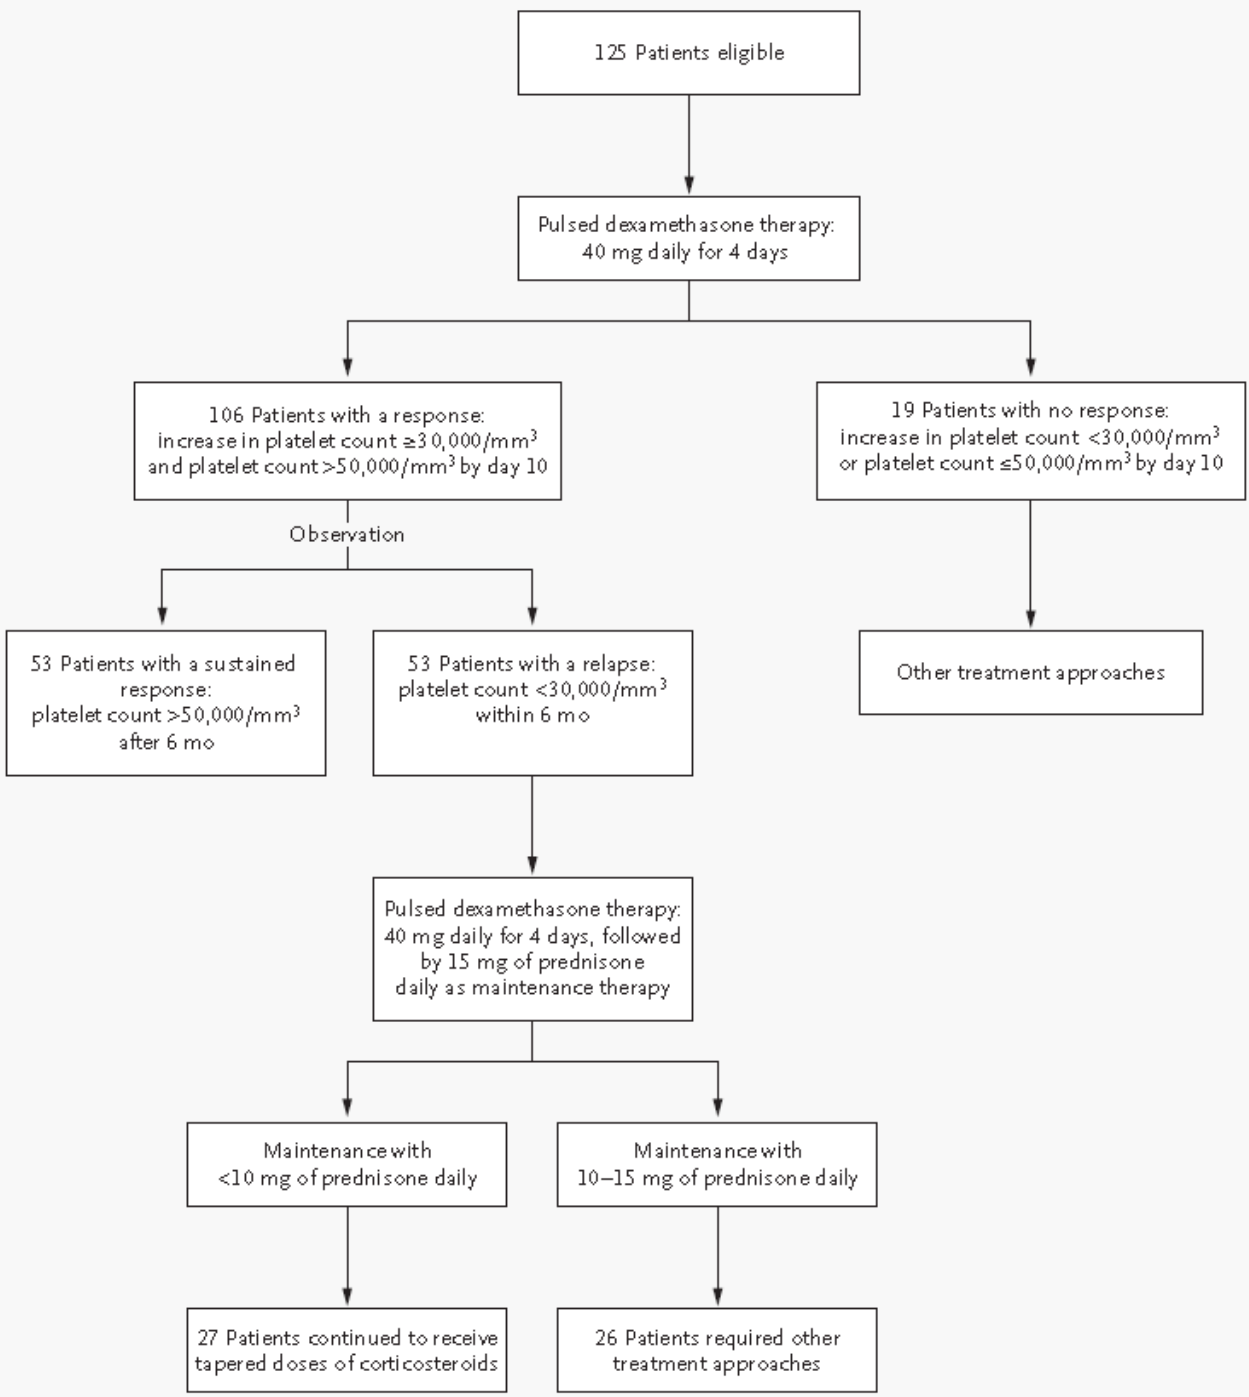 125 Patients eligible
Pulsed dexamethasone therapy:
40 mg daily for 4 days
106 Patients with a response:
increase in platelet count ≥30,000/mm³
and platelet count >50,000/mm³ by day 10
19 Patients with no response:
increase in platelet count <30,000/mm³
or platelet count ≤50,000/mm³ by day 10
Observation
53 Patients with a sustained
response:
platelet count >50,000/mm³
after 6 mo
53 Patients with a relapse:
platelet count <30,000/mm³
within 6 mo
Other treatment approaches
Pulsed dexamethasone therapy:
40 mg daily for 4 days, followed
by 15 mg of prednisone
daily as maintenance therapy
Maintenance with
<10 mg of prednisone daily
Maintenance with
10–15 mg of prednisone daily
27 Patients continued to receive
tapered doses of corticosteroids
26 Patients required other
treatment approaches